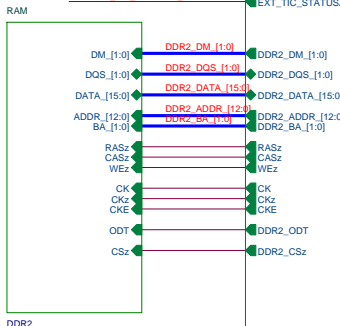 EXT_TIC_STATUS
RAM
DM_[1:0] DDR2_DM_[1:0] DDR2_DM_[1:0]
DQS_[1:0] DDR2_DQS_[1:0] DDR2_DQS_[1:0]
DATA_[15:0] DDR2_DATA_[15:0] DDR2_DATA_[15:0
ADDR_[12:0] DDR2_ADDR_[12:0] DDR2_ADDR_[12:0
BA_[1:0] DDR2_BA_[1:0] DDR2_BA_[1:0]
RASz RASz
CASz CASz
WEz WEz
CK CK
CKz CKz
CKE CKE
ODT DDR2_ODT
CSz DDR2_CSz
DDR2